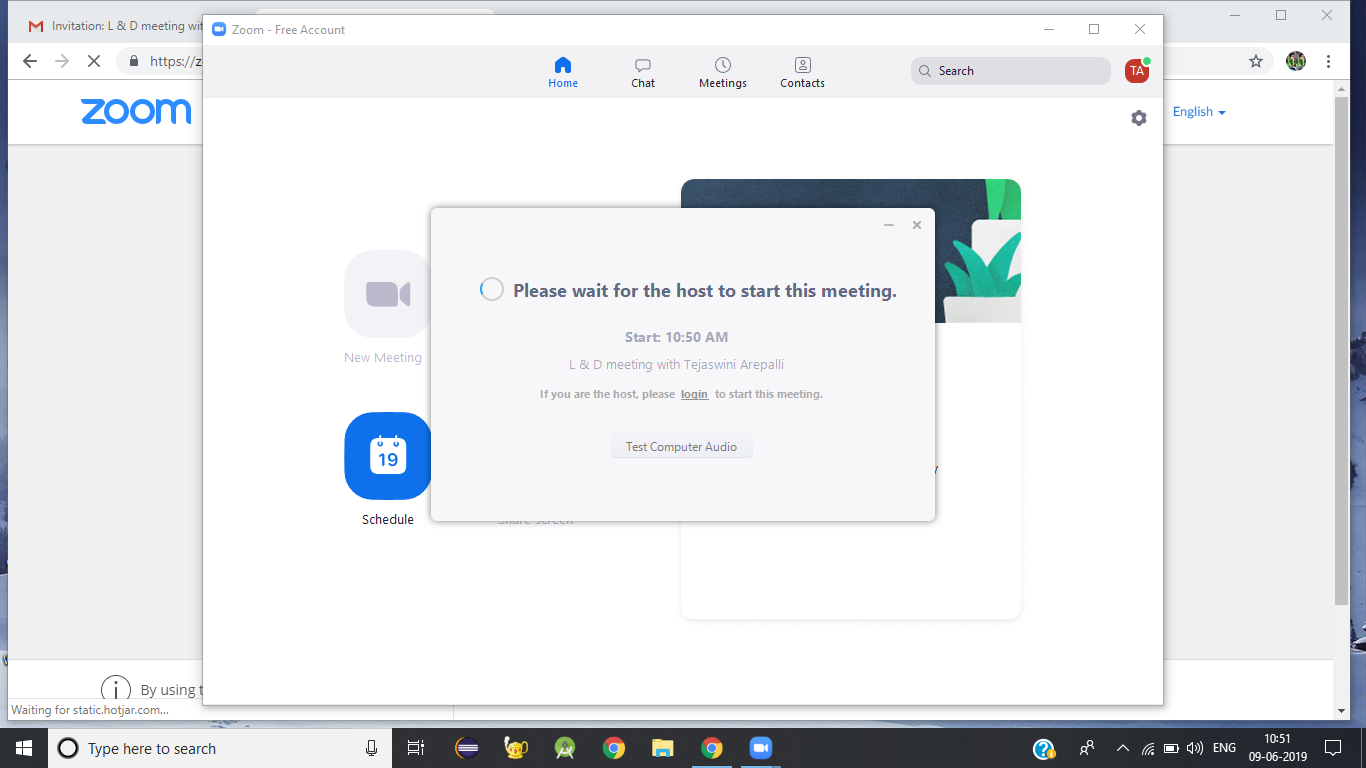 Invitation: L & D meeting wit
Zoom - Free Account
https://z
Home
Chat
Meetings
Contacts
Search
TA
zoom
English
Please wait for the host to start this meeting.
Start: 10:50 AM
L & D meeting with Tejaswini Arepalli
If you are the host, please login to start this meeting.
Test Computer Audio
New Meeting
19
Schedule
Share Screen
By using t
Waiting for static.hotjar.com...
Type here to search
ENG
10:51
09-06-2019